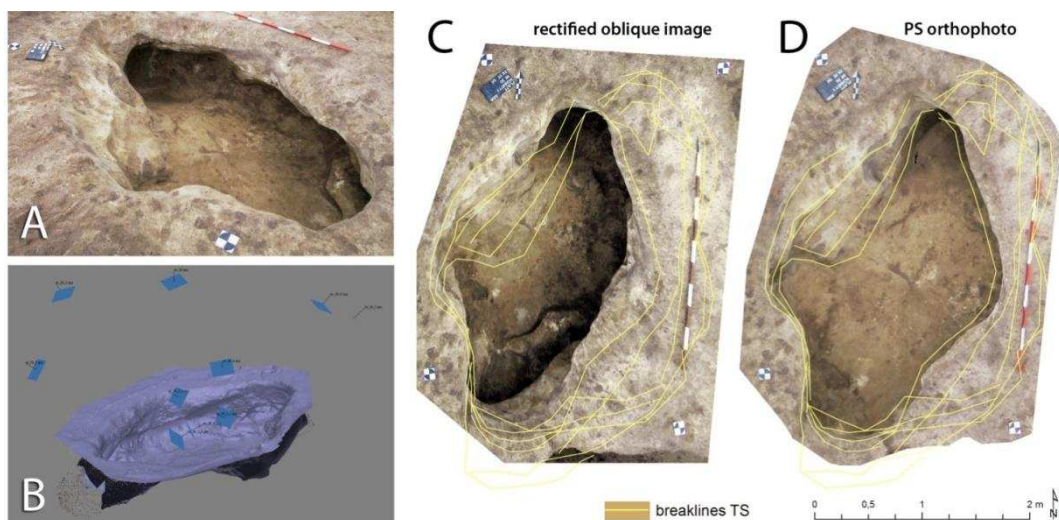 A
B
C
rectified oblique image
D
PS orthophoto
breaklines TS
0
0,5
1
2 m
N